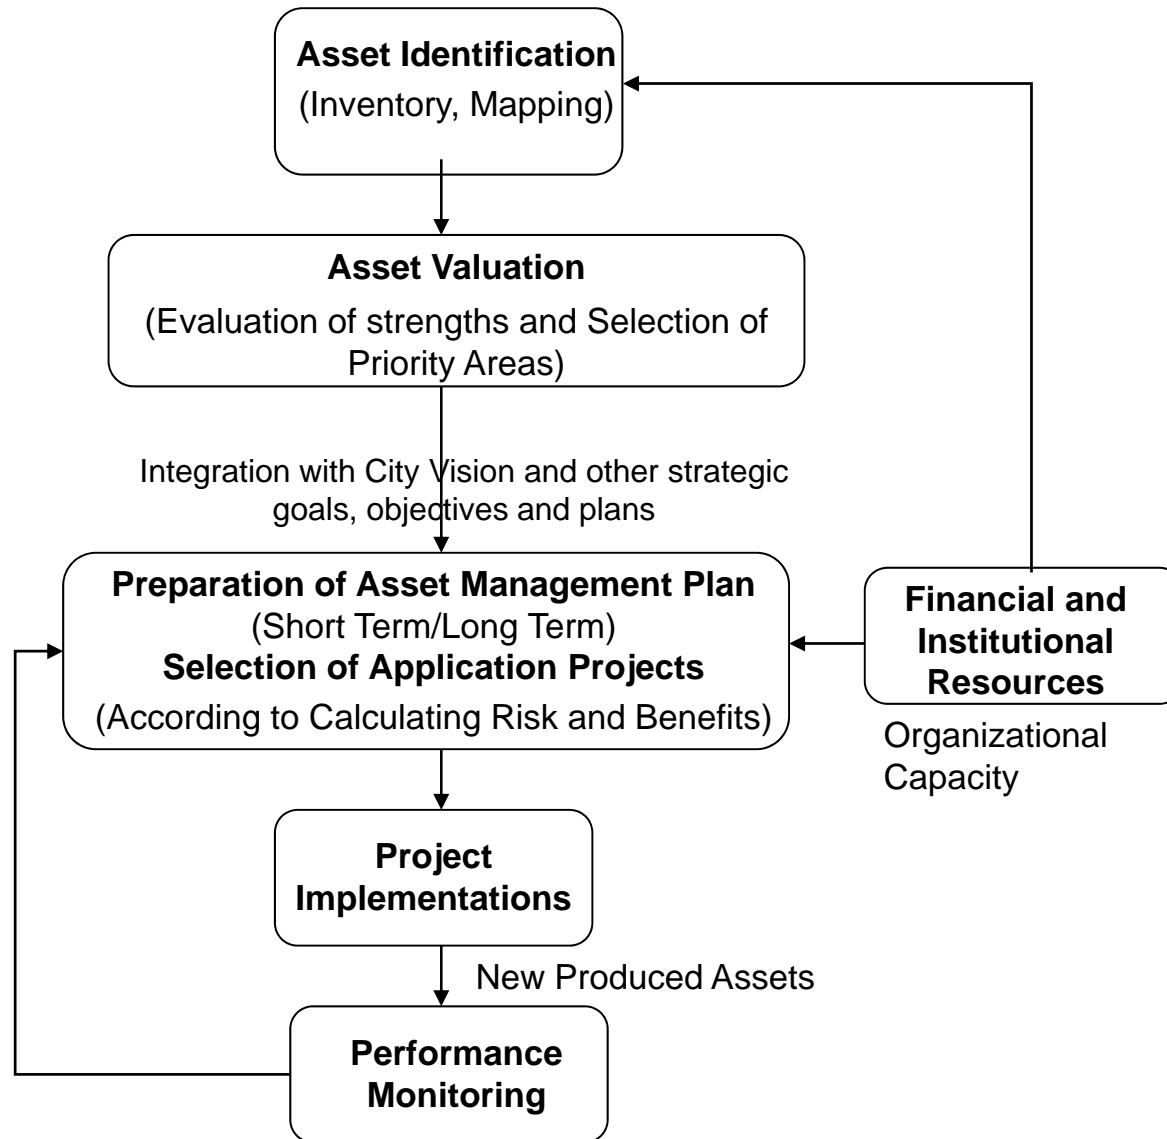 Asset Identification
(Inventory, Mapping)
Asset Valuation
(Evaluation of strengths and Selection of
Priority Areas)
Integration with City Vision and other strategic
goals, objectives and plans
Preparation of Asset Management Plan
(Short Term/Long Term)
Selection of Application Projects
(According to Calculating Risk and Benefits)
Financial and
Institutional
Resources
Organizational
Capacity
Project
Implementations
New Produced Assets
Performance
Monitoring